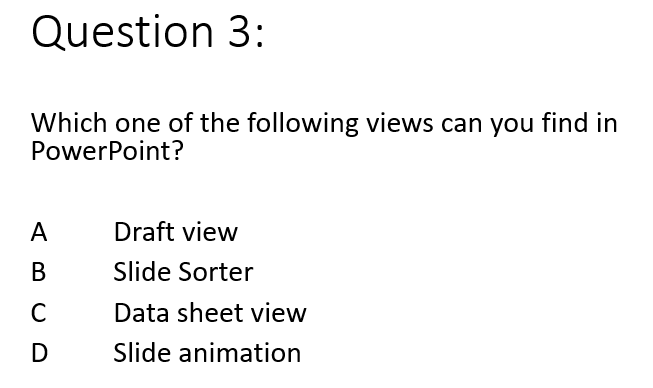 Question 3:
Which one of the following views can you find in
PowerPoint?
A Draft view
B Slide Sorter
C Data sheet view
D Slide animation